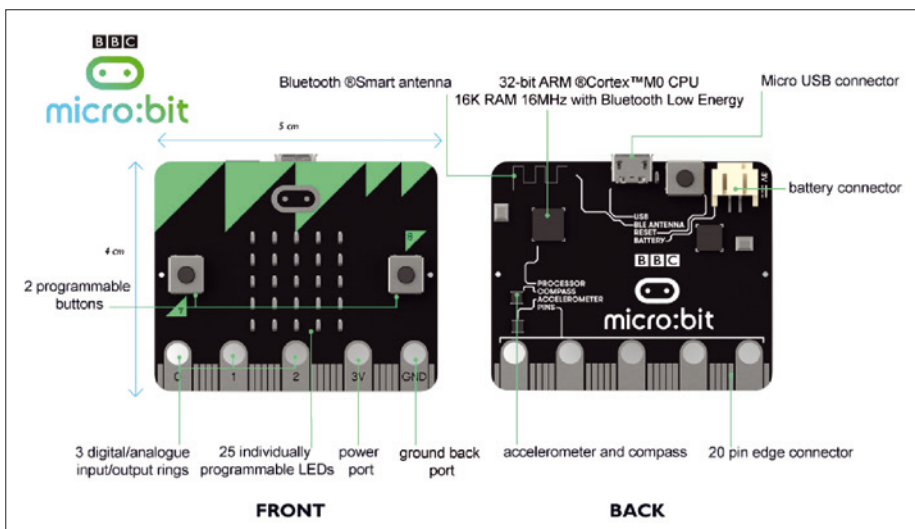 BBC
micro:bit
Bluetooth ®Smart antenna
32-bit ARM ®Cortex™M0 CPU
16K RAM 16MHz with Bluetooth Low Energy
Micro USB connector
5 cm
4 cm
battery connector
2 programmable
buttons
A
B
USB
BLE ANTENNA
RESET
BATTERY
BBC
micro:bit
PROCESSOR
COMPASS
ACCELEROMETER
PINS
0
1
2
3V
GND
3 digital/analogue
input/output rings
25 individually
programmable LEDs
power
port
ground back
port
accelerometer and compass
20 pin edge connector
FRONT
BACK